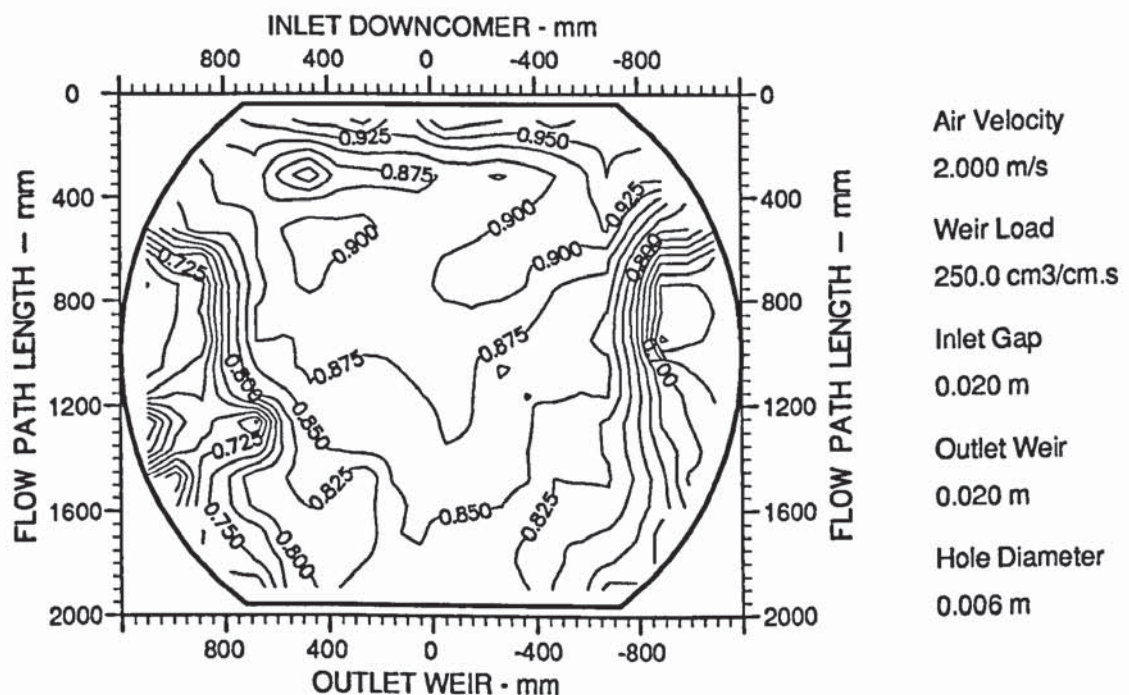 INLET DOWNCOMER - mm
800 400 0 -400 -800
0 0
400 400
800 800
1200 1200
1600 1600
2000 2000
FLOW PATH LENGTH — mm
FLOW PATH LENGTH — mm
0.925 0.950
0.875
0.925
0.900 0.900
0.900
0.725 0.800
0.875
0.875
0.800
0.850
0.725
0.825 0.850 0.825
0.750 0.800
800 400 0 -400 -800
OUTLET WEIR - mm
Air Velocity
2.000 m/s
Weir Load
250.0 cm3/cm.s
Inlet Gap
0.020 m
Outlet Weir
0.020 m
Hole Diameter
0.006 m